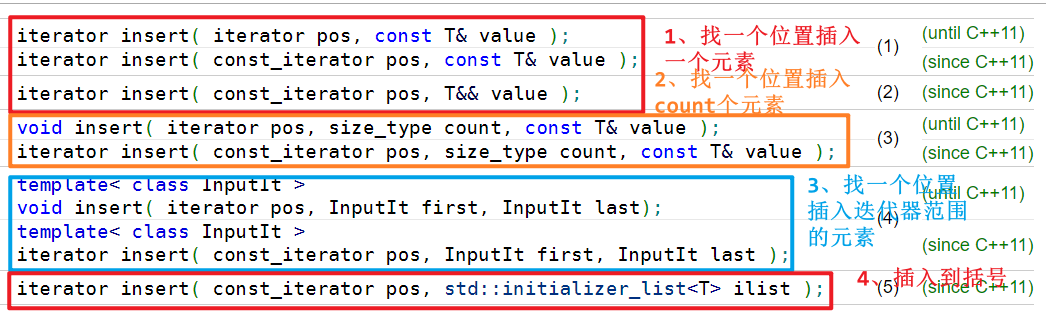 iterator insert( iterator pos, const T& value );
1、找一个位置插入
一个元素
(1)
(until C++11)
iterator insert( const_iterator pos, const T& value );
(since C++11)
2、找一个位置插入
count个元素
iterator insert( const_iterator pos, T&& value );
(2)
(since C++11)
void insert( iterator pos, size_type count, const T& value );
(3)
(until C++11)
iterator insert( const_iterator pos, size_type count, const T& value );
(since C++11)
template< class InputIt >
3、找一个位置
插入迭代器范围
的元素
(until C++11)
void insert( iterator pos, InputIt first, InputIt last);
(4)
template< class InputIt >
iterator insert( const_iterator pos, InputIt first, InputIt last );
(since C++11)
4、插入到括号
iterator insert( const_iterator pos, std::initializer_list<T> ilist );
(5)
(since C++11)